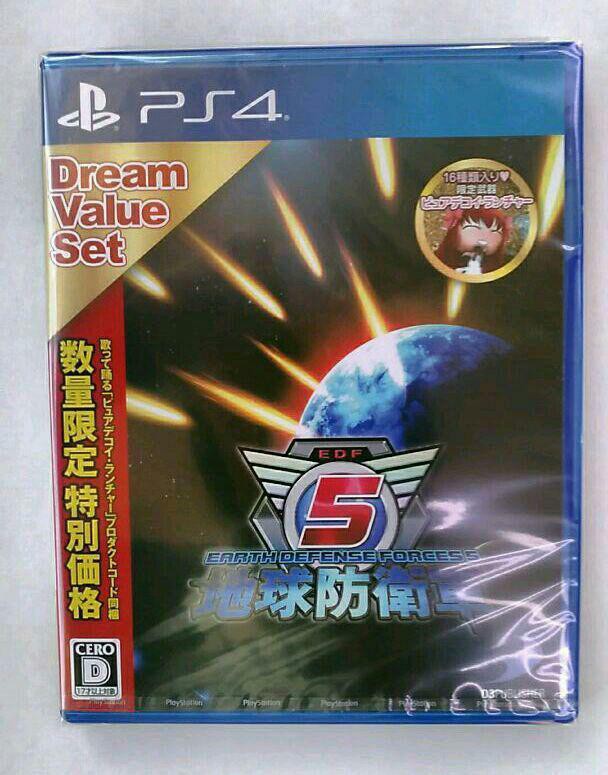 PS4
Dream
Value
Set
16種類入り♥
限定武器
ピュアデコイ・ランチャー
歌って踊る「ピュアデコイ・ランチャー」プロダクトコード同梱
数量限定 特別価格
EDF
5
EARTH DEFENSE FORCES 5
地球防衛軍
CERO
D
17才以上対象
PlayStation
PlayStation
PlayStation
PlayStation
PlayStation
PlayStation
D3PUBLISHER